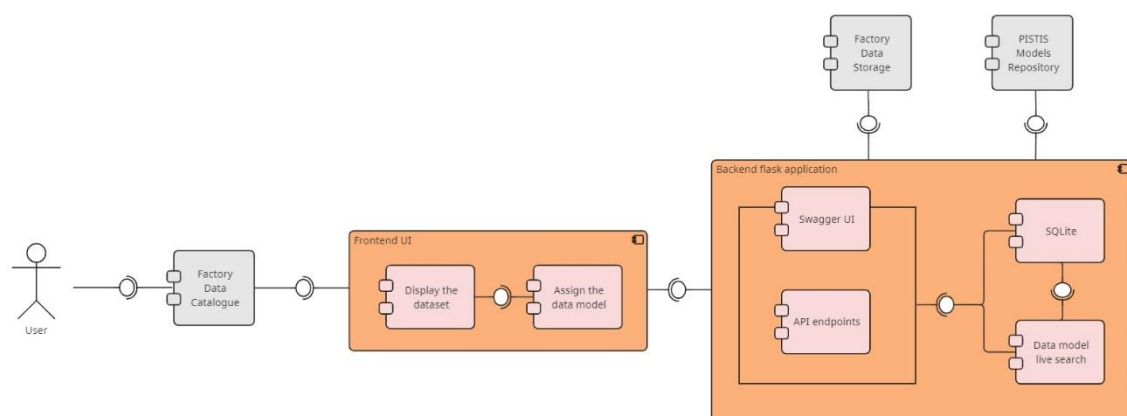 Factory
Data
Storage
PISTIS
Models
Repository
Backend flask application
Swagger UI
SQLite
Frontend UI
Factory
Data
Catalogue
Display the
dataset
Assign the
data model
API endpoints
User
Data model
live search